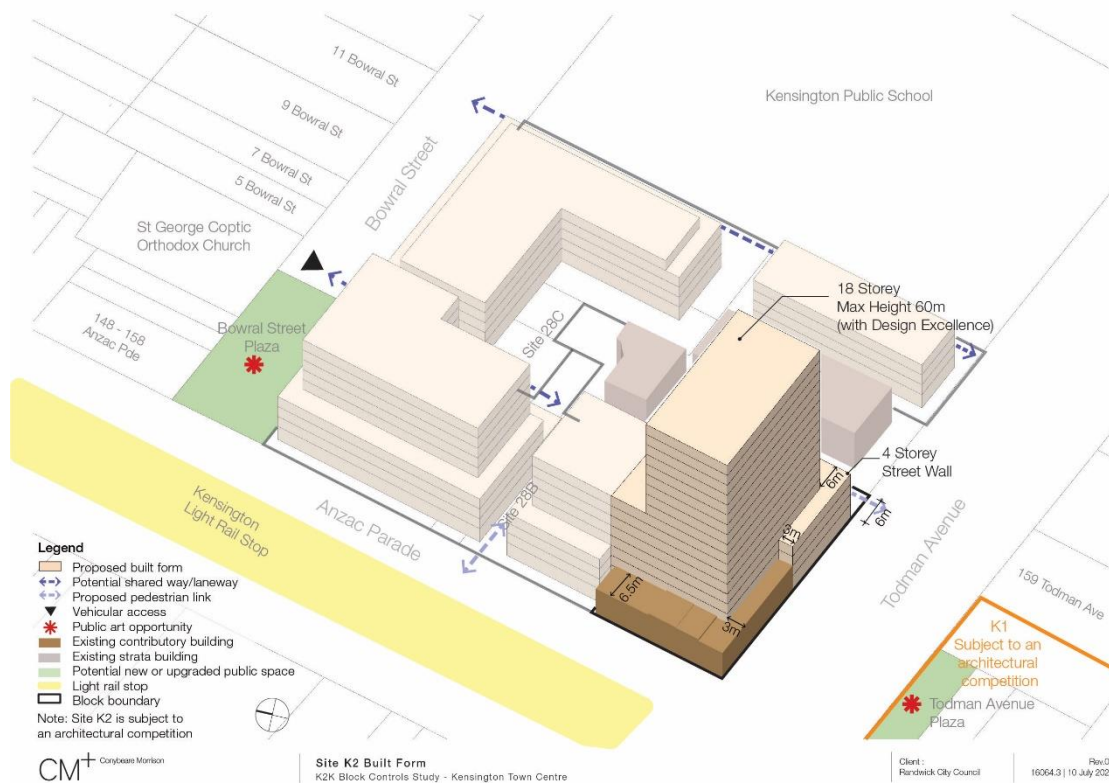 11 Bowral St
9 Bowral St
7 Bowral St
5 Bowral St
Bowral Street
Kensington Public School
St George Coptic
Orthodox Church
148 - 158
Anzac Pde
Bowral Street
Plaza
Site 28C
18 Storey
Max Height 60m
(with Design Excellence)
4 Storey
Street Wall
6m
6m
3m
3m
6.5m
Site 28B
Anzac Parade
Kensington
Light Rail Stop
Todman Avenue
159 Todman Ave
K1
Subject to an
architectural
competition
Todman Avenue
Plaza
Legend
Proposed built form
Potential shared way/laneway
Proposed pedestrian link
Vehicular access
Public art opportunity
Existing contributory building
Existing strata building
Potential new or upgraded public space
Light rail stop
Block boundary
Note: Site K2 is subject to
an architectural competition
CM+ Conybeare Morrison
Site K2 Built Form
K2K Block Controls Study - Kensington Town Centre
Client :
Randwick City Council
16064.3 | 10 July